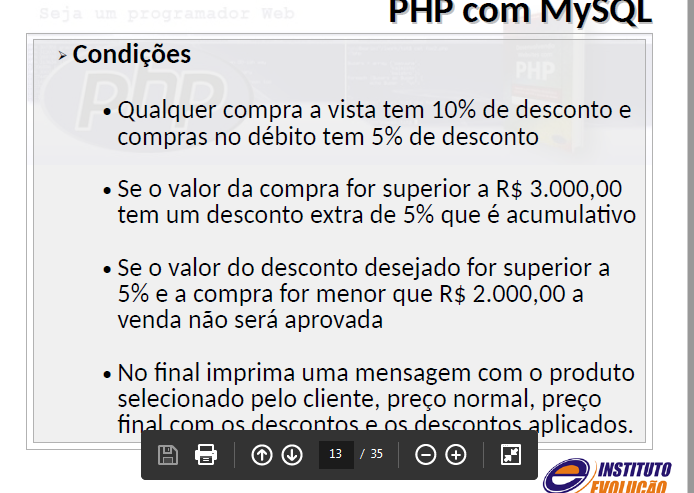 Seja um programador Web
PHP com MySQL
Condições
Qualquer compra a vista tem 10% de desconto e
compras no débito tem 5% de desconto
Se o valor da compra for superior a R$ 3.000,00
tem um desconto extra de 5% que é acumulativo
Se o valor do desconto desejado for superior a
5% e a compra for menor que R$ 2.000,00 a
venda não será aprovada
No final imprima uma mensagem com o produto
selecionado pelo cliente, preço normal, preço
final com os descontos e os descontos aplicados.
13 / 35
INSTITUTO
EVOLUÇÃO
PHP
php